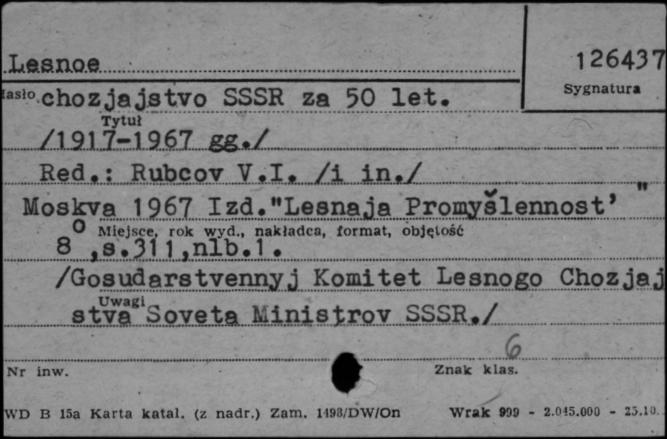 Lesnoe
126437
Hasło chozjajstvo SSSR za 50 let.
Sygnatura
Tytuł
/1917-1967 gg./
Red.: Rubcov V.I. /i in./
Moskva 1967 Izd."Lesnaja Promyšlennost'"
Miejsce, rok wyd., nakładca, format, objętość
8°,s.311,nlb.1.
/Gosudarstvennyj Komitet Lesnogo Chozjaj
Uwagi
stva Soveta Ministrov SSSR./
6
Nr inw.
Znak klas.
WD B 15a Karta katal. (z nadr.) Zam. 1498/DW/On Wrak 999 - 2.045.000 - 25.10.